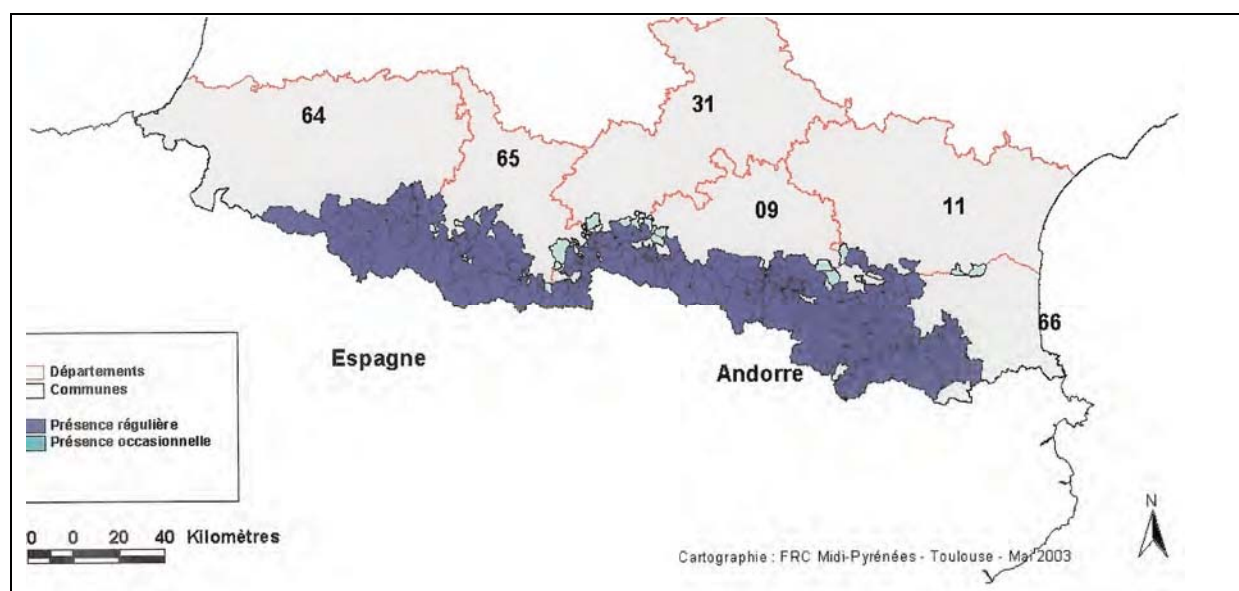 64
65
31
09
11
66
Espagne
Andorre
Départements
Communes
Présence régulière
Présence occasionnelle
0 0 20 40 Kilomètres
N
Cartographie : FRC Midi-Pyrénées - Toulouse - Mai 2003